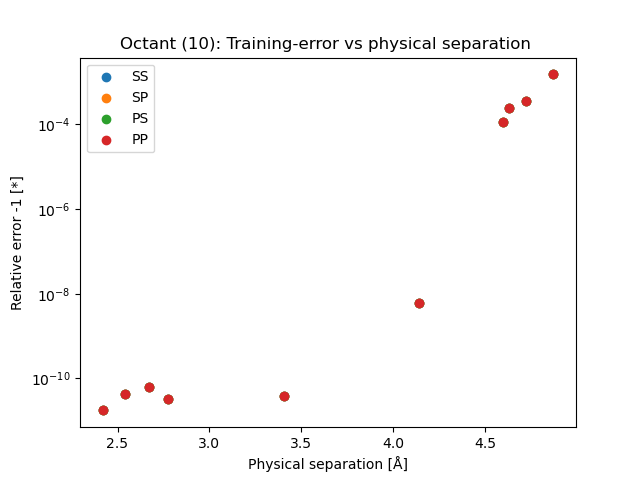 Octant (10): Training-error vs physical separation
SS
SP
PS
PP
Relative error -1 [*]
10⁻⁴
10⁻⁶
10⁻⁸
10⁻¹⁰
2.5 3.0 3.5 4.0 4.5
Physical separation [Å]